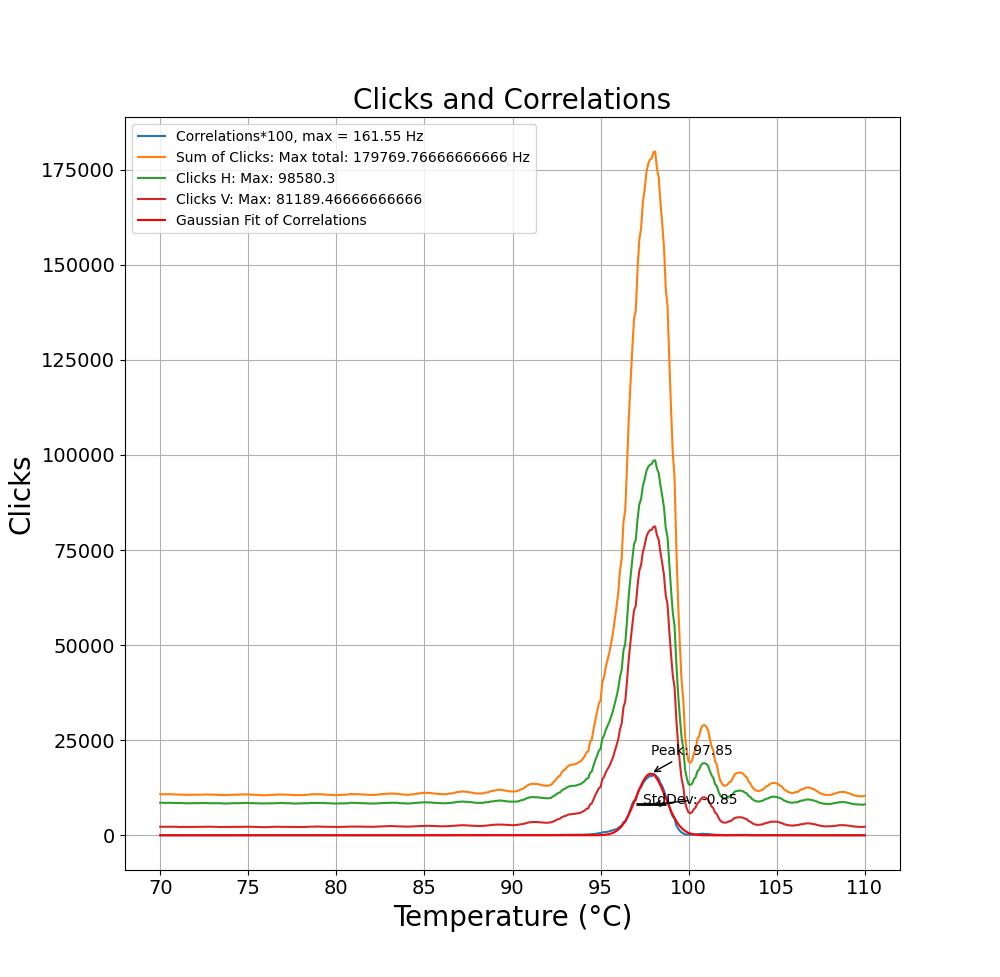 Clicks and Correlations
Correlations*100, max = 161.55 Hz
Sum of Clicks: Max total: 179769.76666666666 Hz
Clicks H: Max: 98580.3
Clicks V: Max: 81189.46666666666
Gaussian Fit of Correlations
175000
150000
125000
100000
75000
50000
25000
0
Clicks
Peak: 97.85
StdDev: 0.85
70 75 80 85 90 95 100 105 110
Temperature (°C)